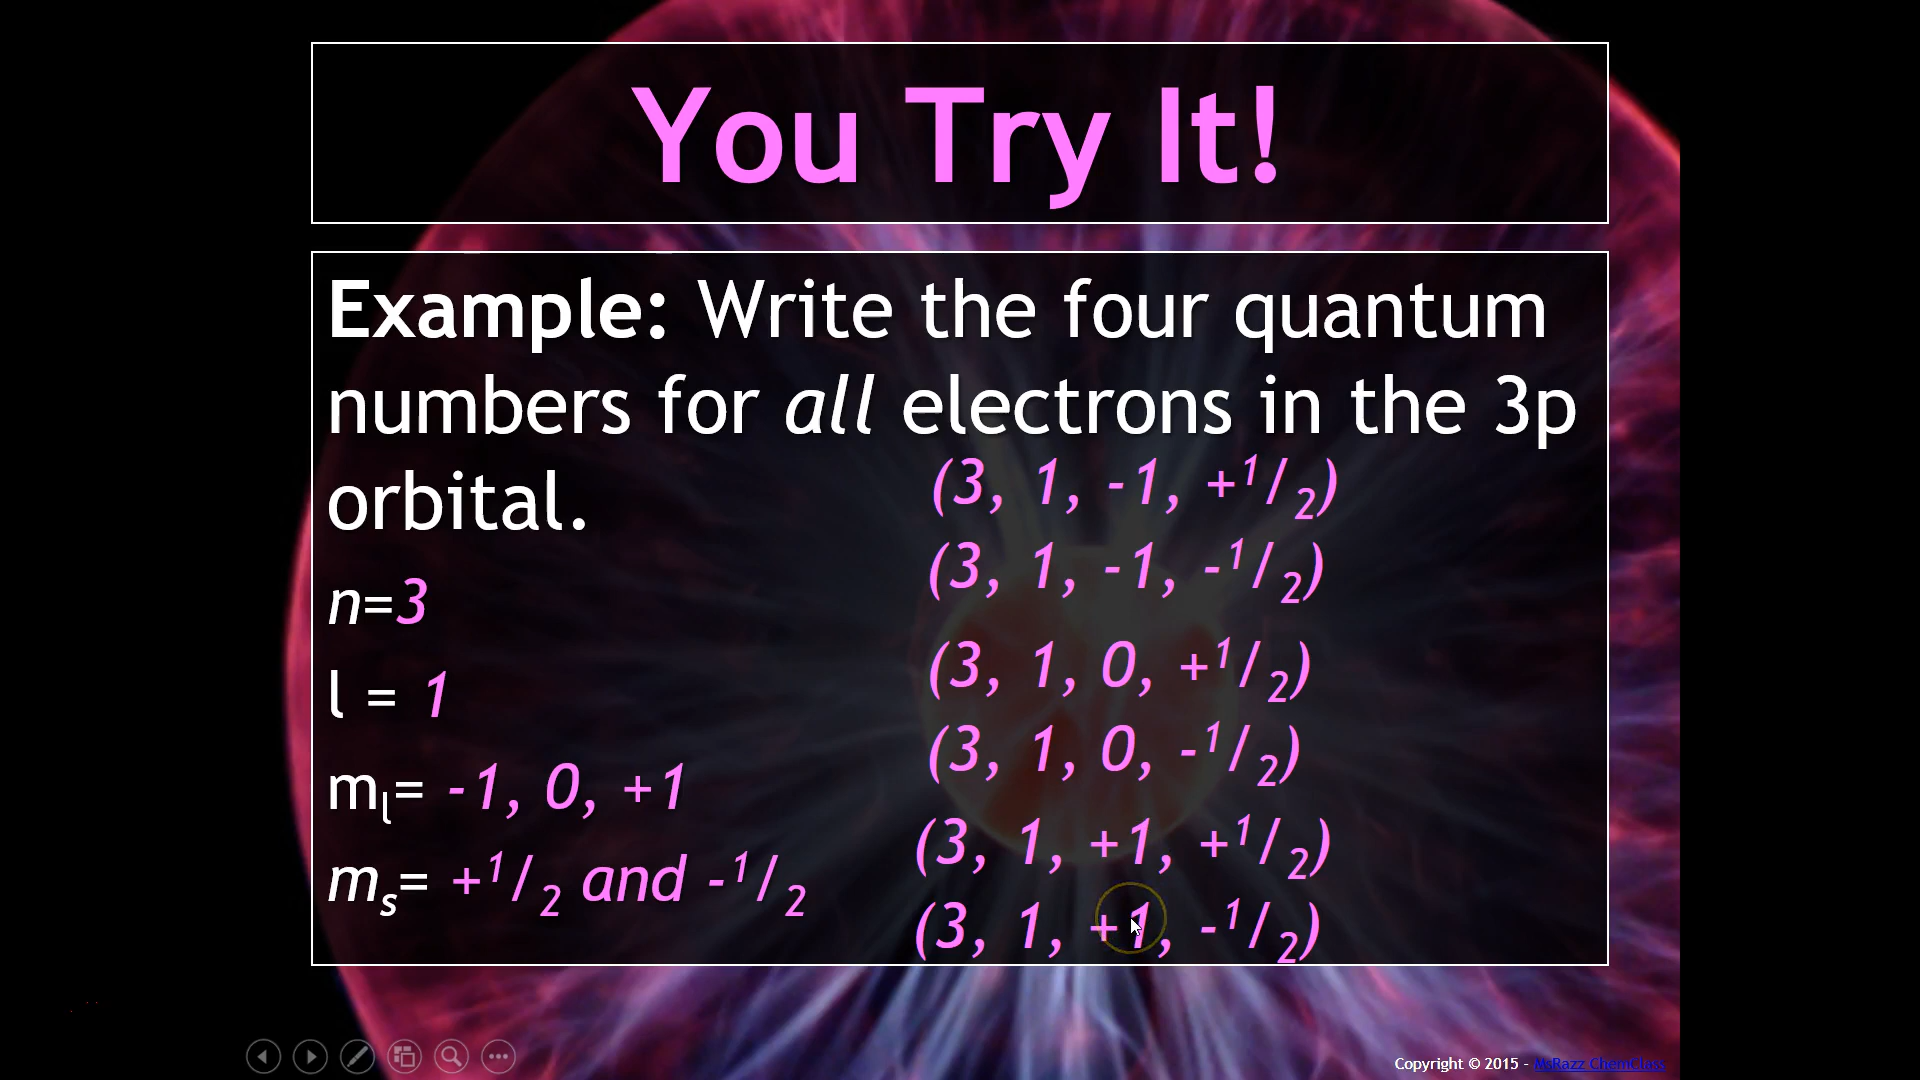 You Try It!
Example: Write the four quantum
numbers for all electrons in the 3p
orbital.
(3, 1, -1, +1/2)
(3, 1, -1, -1/2)
n=3
(3, 1, 0, +1/2)
l = 1
(3, 1, 0, -1/2)
ml= -1, 0, +1
(3, 1, +1, +1/2)
ms= +1/2 and -1/2
(3, 1, +1, -1/2)
Copyright © 2015 - MsRazz ChemClass